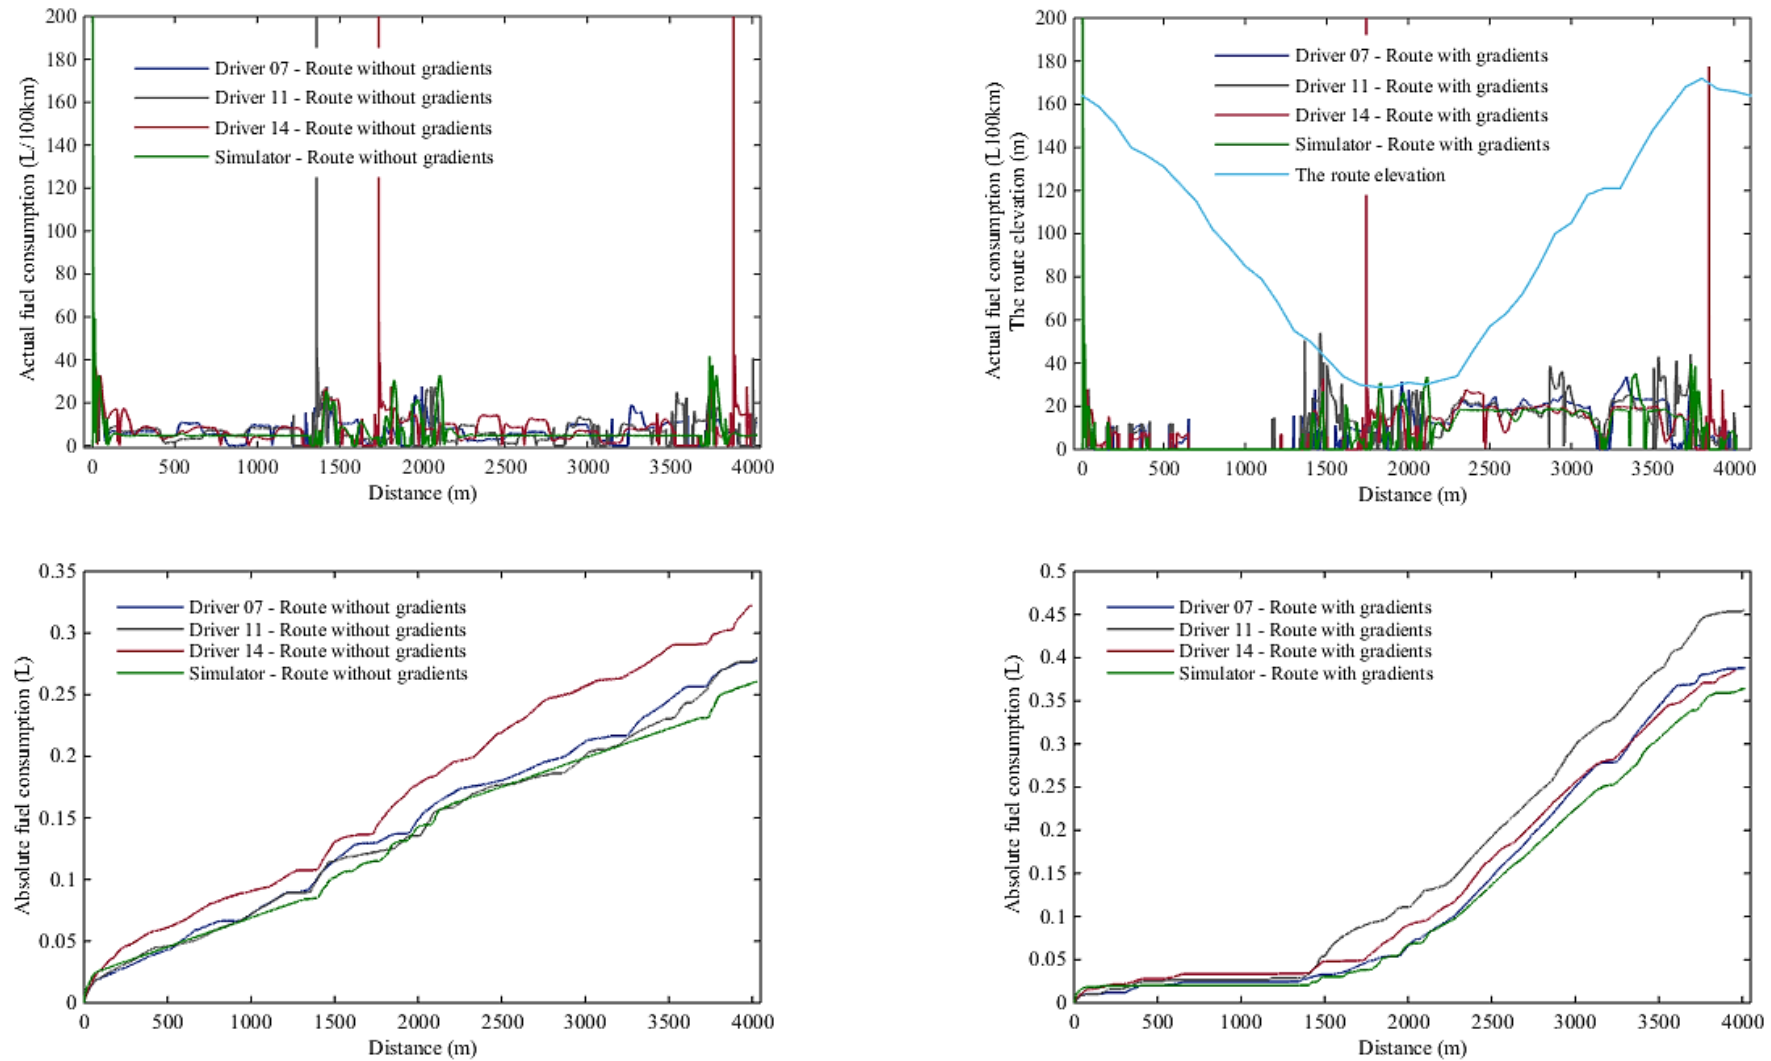 200
180
160
140
120
100
80
60
40
20
0
Actual fuel consumption (L/100km)
Driver 07 - Route without gradients
Driver 11 - Route without gradients
Driver 14 - Route without gradients
Simulator - Route without gradients
0 500 1000 1500 2000 2500 3000 3500 4000
Distance (m)
200
180
160
140
120
100
80
60
40
20
0
Actual fuel consumption (L100km)
The route elevation (m)
Driver 07 - Route with gradients
Driver 11 - Route with gradients
Driver 14 - Route with gradients
Simulator - Route with gradients
The route elevation
0 500 1000 1500 2000 2500 3000 3500 4000
Distance (m)
0.35
0.3
0.25
0.2
0.15
0.1
0.05
0
Absolute fuel consumption (L)
Driver 07 - Route without gradients
Driver 11 - Route without gradients
Driver 14 - Route without gradients
Simulator - Route without gradients
0 500 1000 1500 2000 2500 3000 3500 4000
Distance (m)
0.5
0.45
0.4
0.35
0.3
0.25
0.2
0.15
0.1
0.05
0
Absolute fuel consumption (L)
Driver 07 - Route with gradients
Driver 11 - Route with gradients
Driver 14 - Route with gradients
Simulator - Route with gradients
0 500 1000 1500 2000 2500 3000 3500 4000
Distance (m)